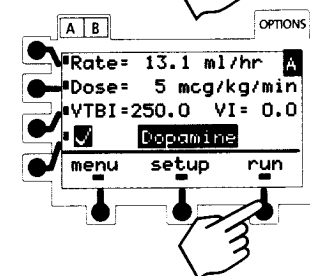 A B OPTIONS
Rate= 13.1 ml/hr A
Dose= 5 mcg/kg/min
VTBI=250.0 VI= 0.0
Dopamine
menu setup run